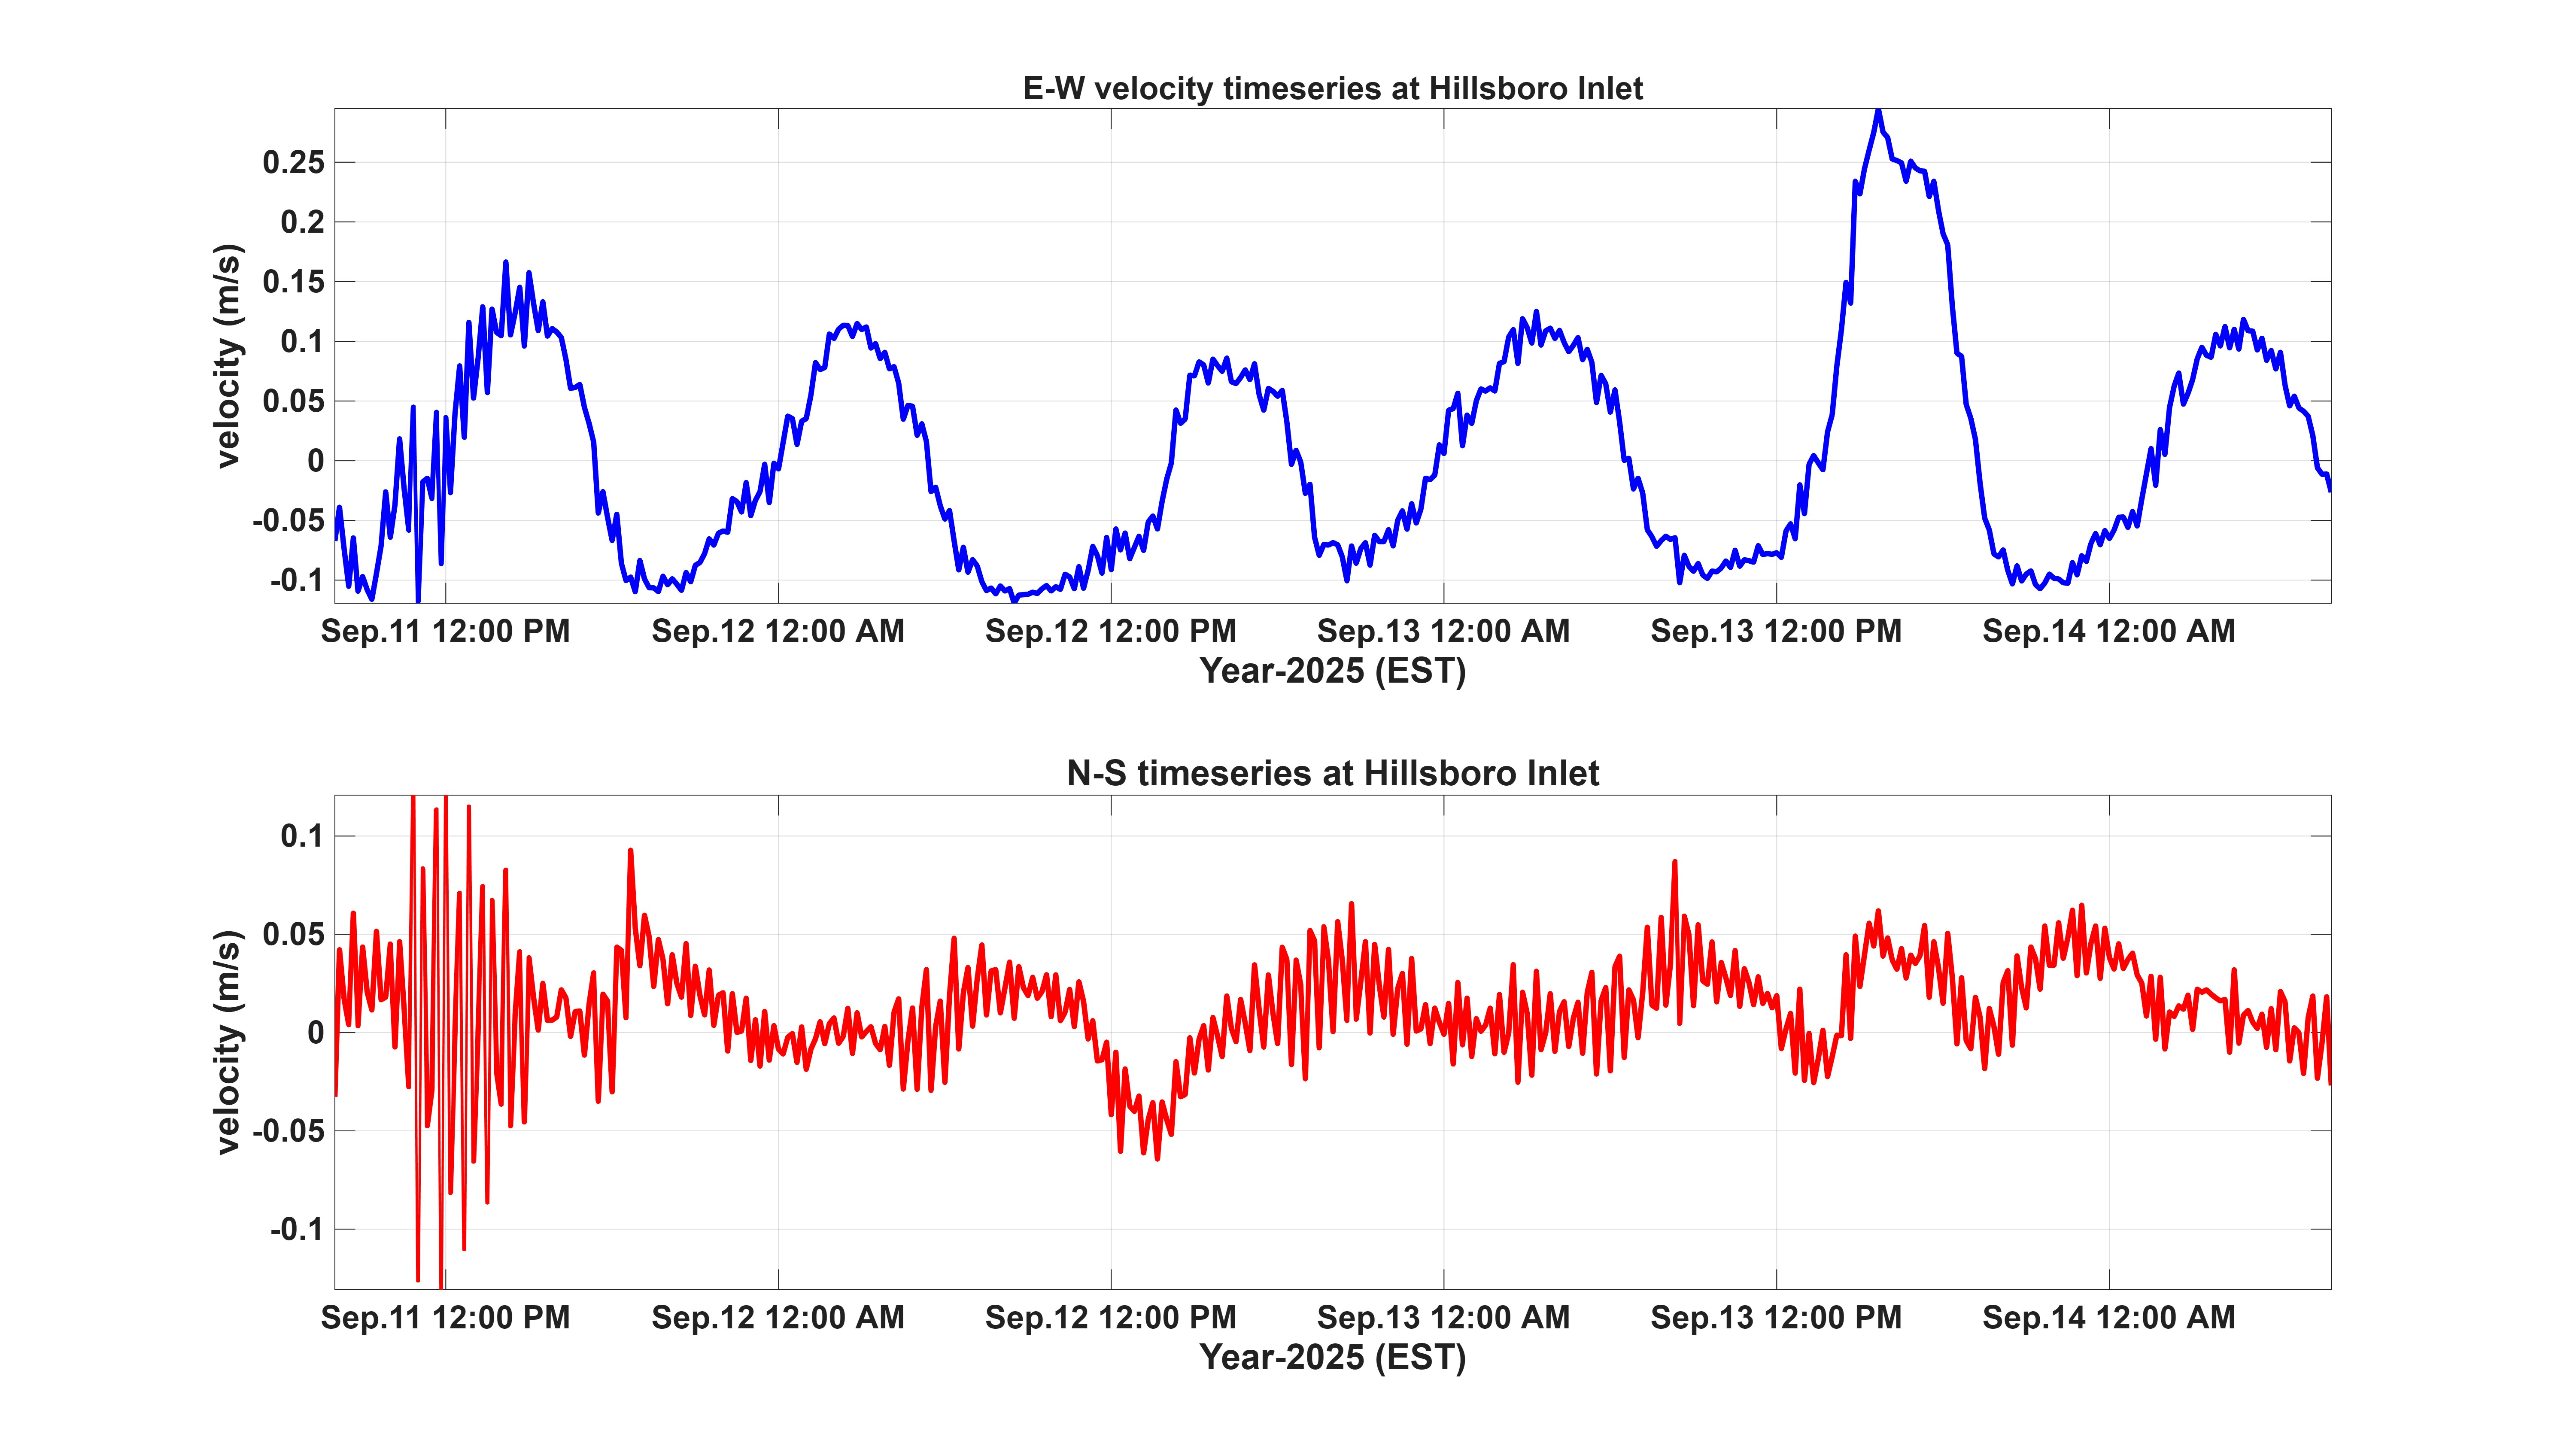 E-W velocity timeseries at Hillsboro Inlet
velocity (m/s)
0.25
0.2
0.15
0.1
0.05
0
-0.05
-0.1
Sep.11 12:00 PM Sep.12 12:00 AM Sep.12 12:00 PM Sep.13 12:00 AM Sep.13 12:00 PM Sep.14 12:00 AM
Year-2025 (EST)
N-S timeseries at Hillsboro Inlet
velocity (m/s)
0.1
0.05
0
-0.05
-0.1
Sep.11 12:00 PM Sep.12 12:00 AM Sep.12 12:00 PM Sep.13 12:00 AM Sep.13 12:00 PM Sep.14 12:00 AM
Year-2025 (EST)